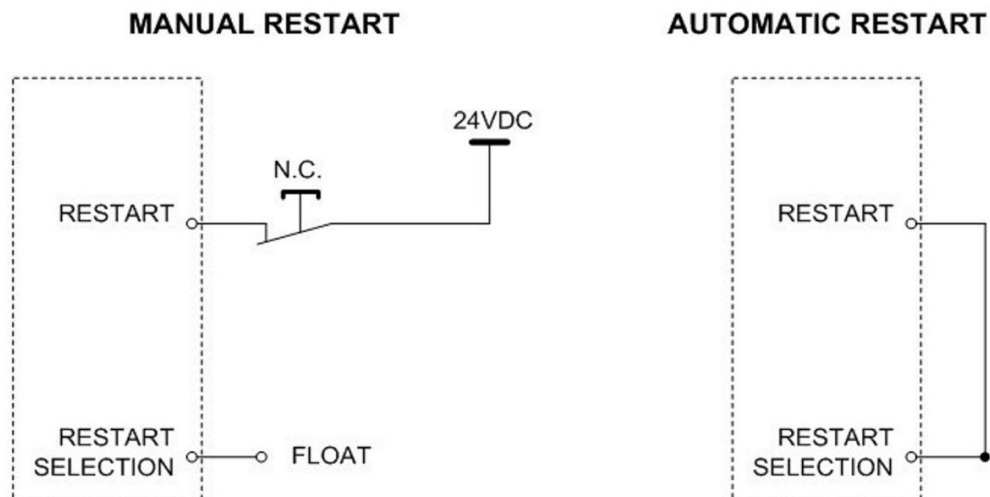 MANUAL RESTART
24VDC
N.C.
RESTART
RESTART
SELECTION
FLOAT
AUTOMATIC RESTART
RESTART
RESTART
SELECTION